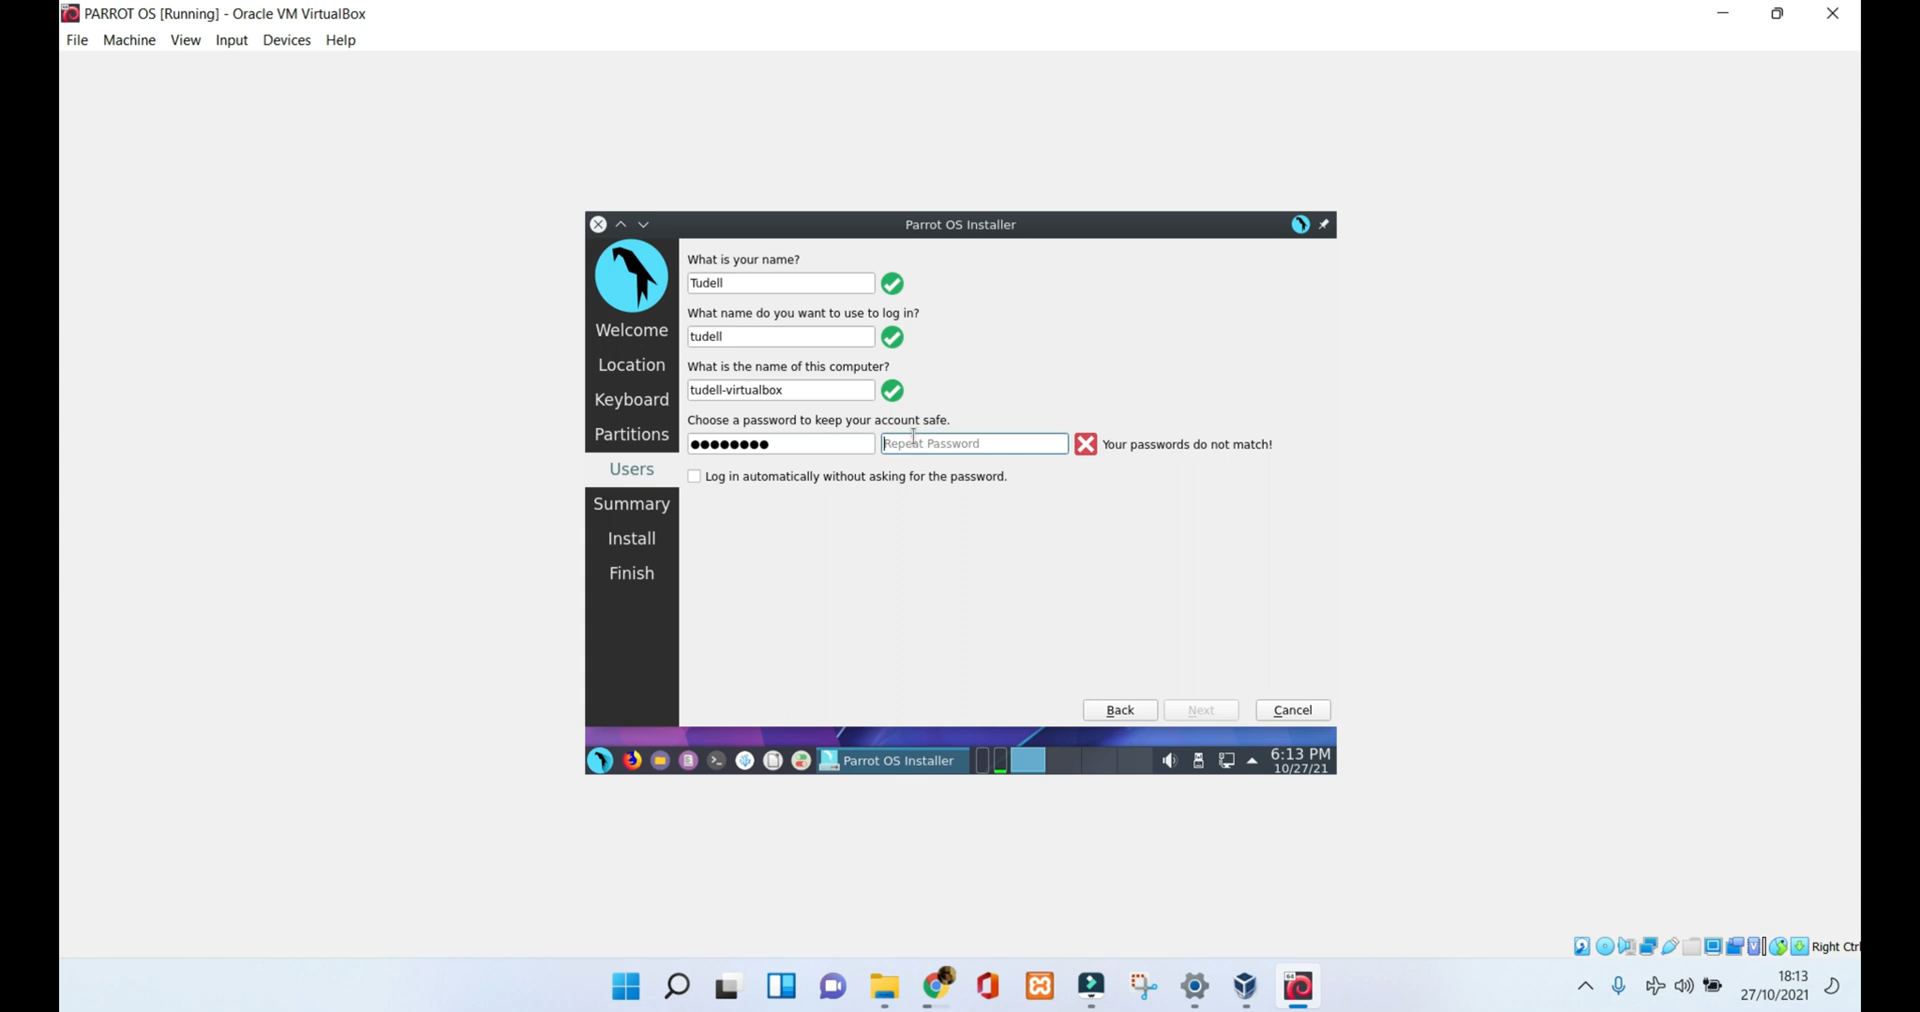 PARROT OS [Running] - Oracle VM VirtualBox
File Machine View Input Devices Help
Parrot OS Installer
What is your name?
Tudell
What name do you want to use to log in?
tudell
What is the name of this computer?
tudell-virtualbox
Choose a password to keep your account safe.
Repeat Password
Your passwords do not match!
Log in automatically without asking for the password.
Welcome
Location
Keyboard
Partitions
Users
Summary
Install
Finish
Back Next Cancel
Parrot OS Installer
6:13 PM
10/27/21
Right Ctrl
18:13
27/10/2021